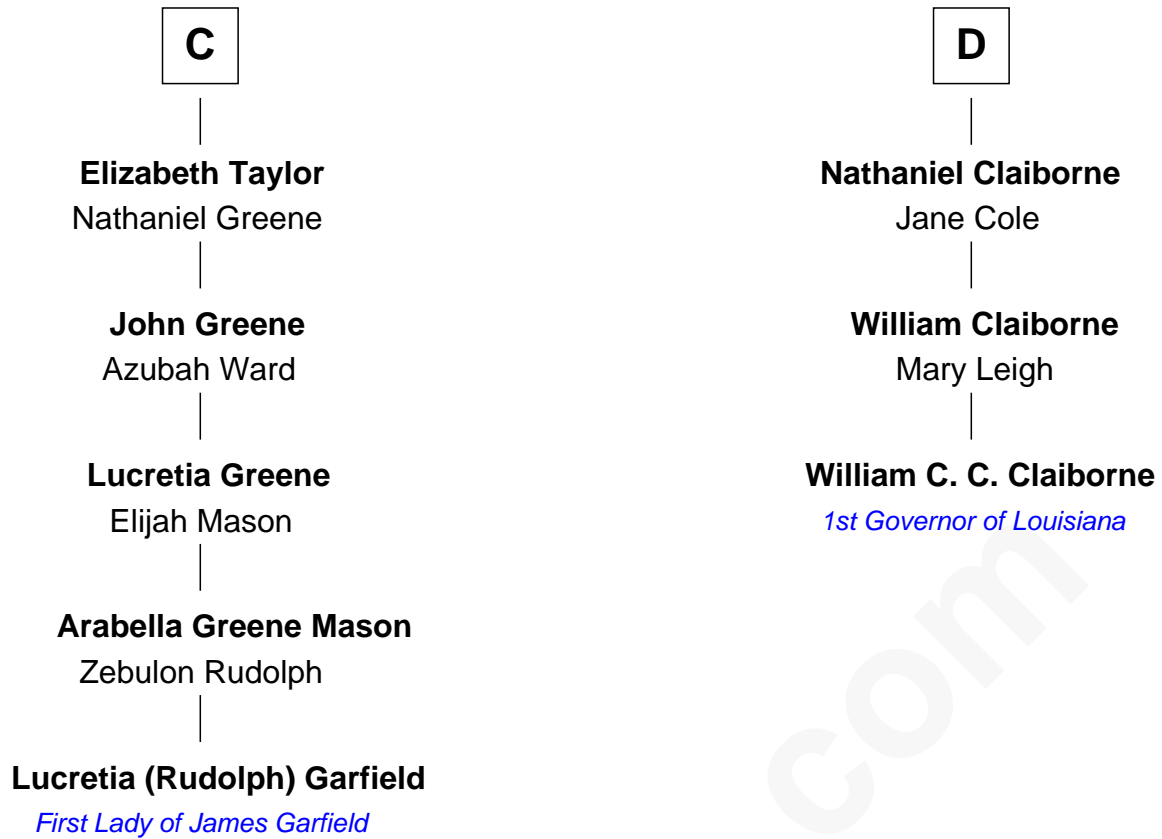 C
Elizabeth Taylor
Nathaniel Greene
John Greene
Azubah Ward
Lucretia Greene
Elijah Mason
Arabella Greene Mason
Zebulon Rudolph
Lucretia (Rudolph) Garfield
First Lady of James Garfield
D
Nathaniel Claiborne
Jane Cole
William Claiborne
Mary Leigh
William C. C. Claiborne
1st Governor of Louisiana
com